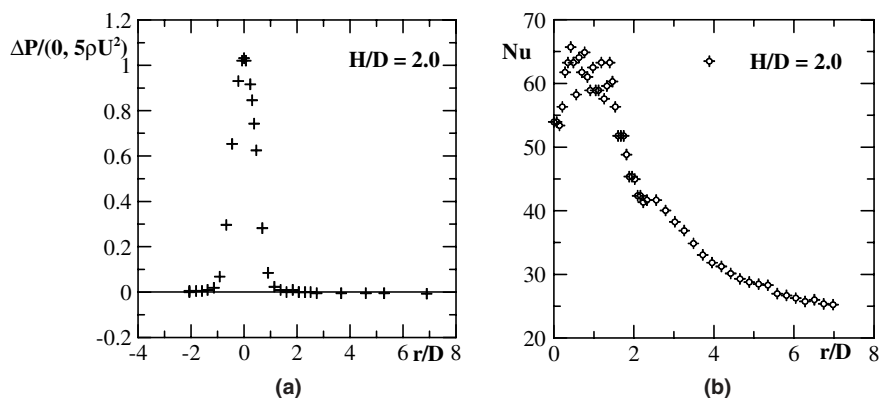 1.2
ΔP/(0, 5ρU²)
H/D = 2.0
1
0.8
0.6
0.4
0.2
0
-0.2
-4 -2 0 2 4 6 r/D 8
(a)
70
Nu
H/D = 2.0
60
50
40
30
20
0 2 4 6 r/D 8
(b)